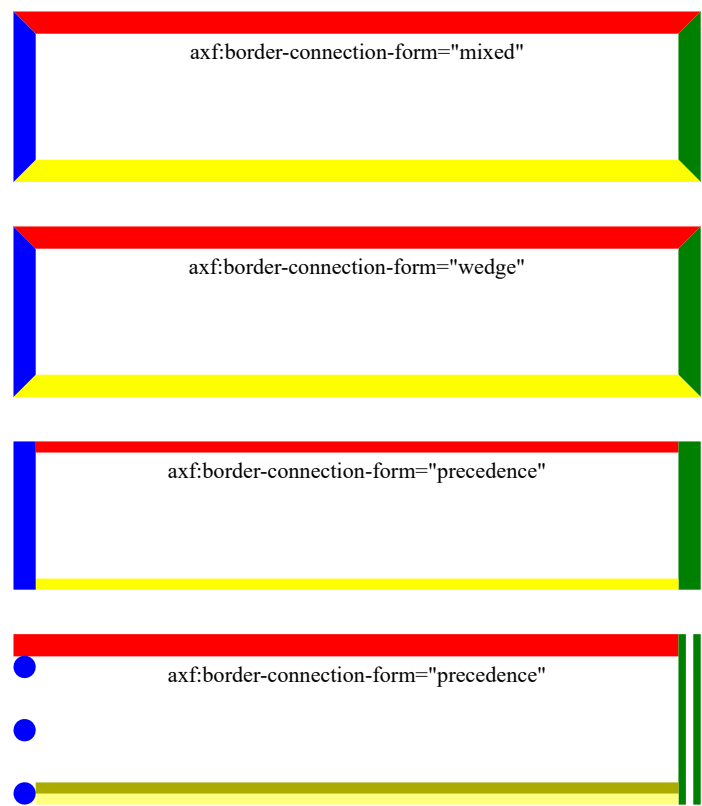 axf:border-connection-form="mixed"
axf:border-connection-form="wedge"
axf:border-connection-form="precedence"
axf:border-connection-form="precedence"